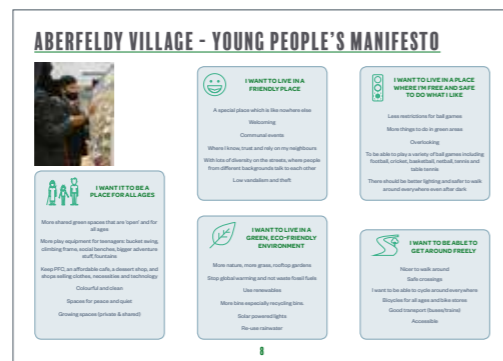 ABERFELDY VILLAGE - YOUNG PEOPLE'S MANIFESTO
I WANT IT TO BE A
PLACE FOR ALL AGES
More shared green spaces that are 'open' and for
all ages
More play equipment for teenagers: bucket swing,
climbing frame, social benches, bigger adventure
stuff, fountains
Keep PFC, an affordable cafe, a dessert shop, and
shops selling clothes, necessities and technology
Colourful and clean
Spaces for peace and quiet
Growing spaces (private & shared)
I WANT TO LIVE IN A
FRIENDLY PLACE
A special place which is like nowhere else
Welcoming
Communal events
Where I know, trust and rely on my neighbours
With lots of diversity on the streets, where people
from different backgrounds talk to each other
Low vandalism and theft
I WANT TO LIVE IN A
GREEN, ECO-FRIENDLY
ENVIRONMENT
More nature, more grass, rooftop gardens
Stop global warming and not waste fossil fuels
Use renewables
More bins especially recycling bins.
Solar powered lights
Re-use rainwater
I WANT TO LIVE IN A PLACE
WHERE I'M FREE AND SAFE
TO DO WHAT I LIKE
Less restrictions for ball games
More things to do in green areas
Overlooking
To be able to play a variety of ball games including
football, cricket, basketball, netball, tennis and
table tennis
There should be better lighting and safer to walk
around everywhere even after dark
I WANT TO BE ABLE TO
GET AROUND FREELY
Nicer to walk around
Safe crossings
I want to be able to cycle around everywhere
Bicycles for all ages and bike stores
Good transport (buses/trains)
Accessible
8